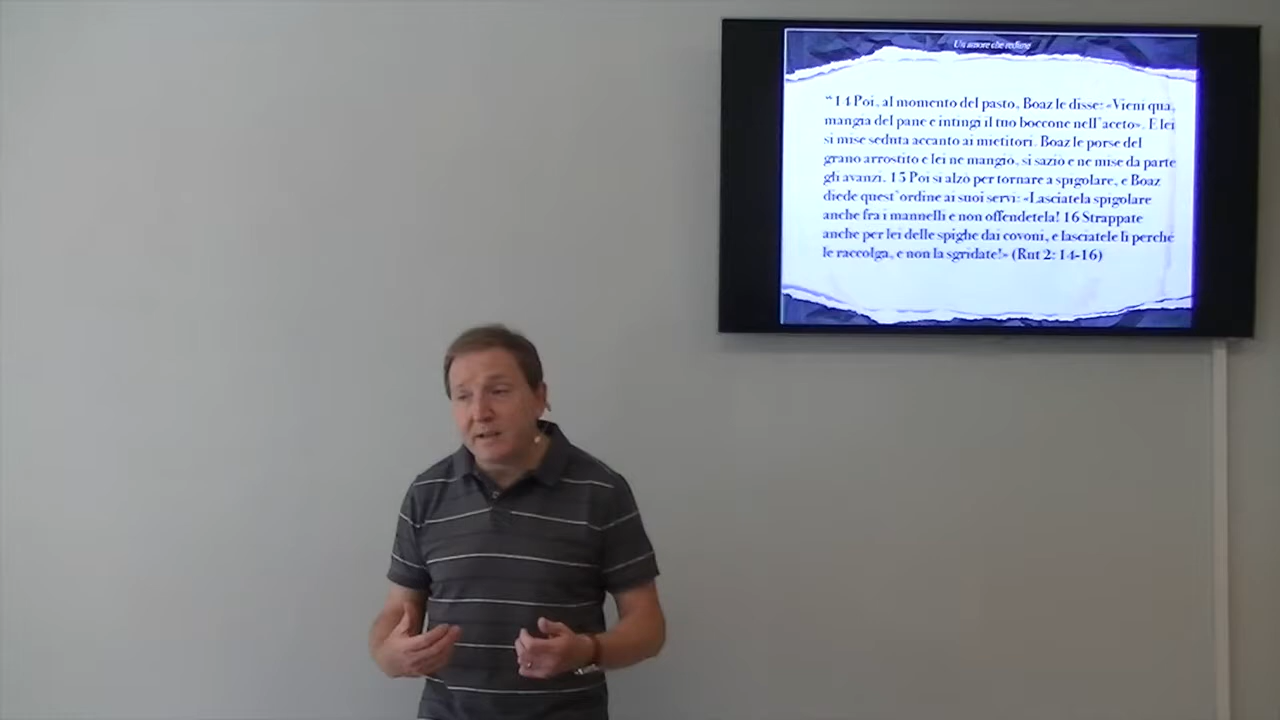 Un amore che redime
“14 Poi, al momento del pasto, Boaz le disse: «Vieni qua,
mangia del pane e intingi il tuo boccone nell'aceto». E lei
si mise seduta accanto ai mietitori. Boaz le porse del
grano arrostito e lei ne mangiò, si saziò e ne mise da parte
gli avanzi. 15 Poi si alzò per tornare a spigolare, e Boaz
diede quest'ordine ai suoi servi: «Lasciatela spigolare
anche fra i mannelli e non offendetela! 16 Strappate
anche per lei delle spighe dai covoni, e lasciatele lì perché
le raccolga, e non la sgridate!» (Rut 2: 14-16)